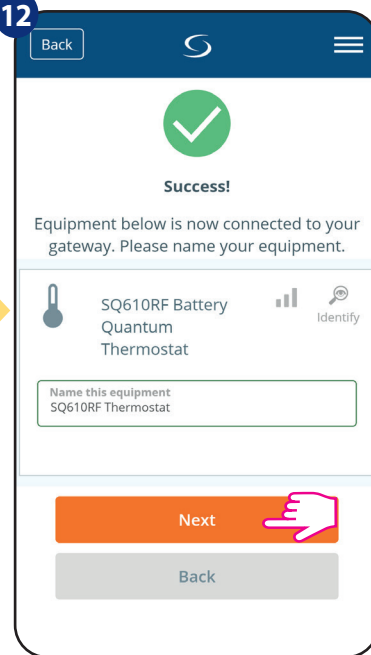 12
Back
Success!
Equipment below is now connected to your
gateway. Please name your equipment.
SQ610RF Battery
Quantum
Thermostat
Identify
Name this equipment
SQ610RF Thermostat
Next
Back